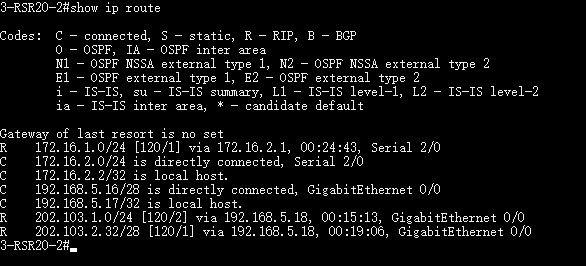 3-RSR20-2#show ip route
Codes:  C - connected, S - static, R - RIP, B - BGP
O - OSPF, IA - OSPF inter area
N1 - OSPF NSSA external type 1, N2 - OSPF NSSA external type 2
E1 - OSPF external type 1, E2 - OSPF external type 2
i - IS-IS, su - IS-IS summary, L1 - IS-IS level-1, L2 - IS-IS level-2
ia - IS-IS inter area, * - candidate default
Gateway of last resort is no set
R    172.16.1.0/24 [120/1] via 172.16.2.1, 00:24:43, Serial 2/0
C    172.16.2.0/24 is directly connected, Serial 2/0
C    172.16.2.2/32 is local host.
C    192.168.5.16/28 is directly connected, GigabitEthernet 0/0
C    192.168.5.17/32 is local host.
R    202.103.1.0/24 [120/2] via 192.168.5.18, 00:15:13, GigabitEthernet 0/0
R    202.103.2.32/28 [120/1] via 192.168.5.18, 00:19:06, GigabitEthernet 0/0
3-RSR20-2#